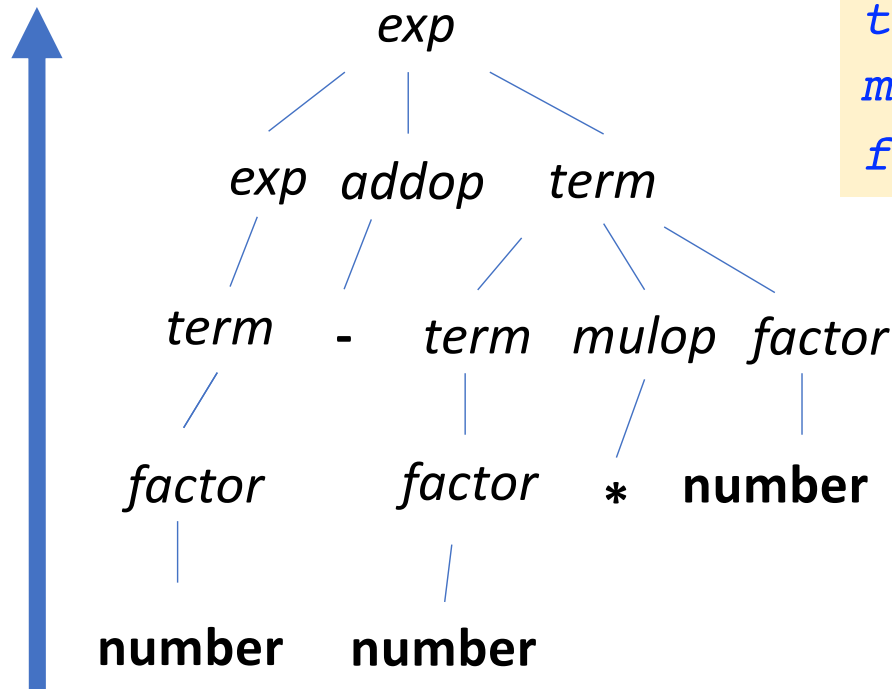 exp
t
m
f
exp addop term
term - term mulop factor
factor factor * number
number number